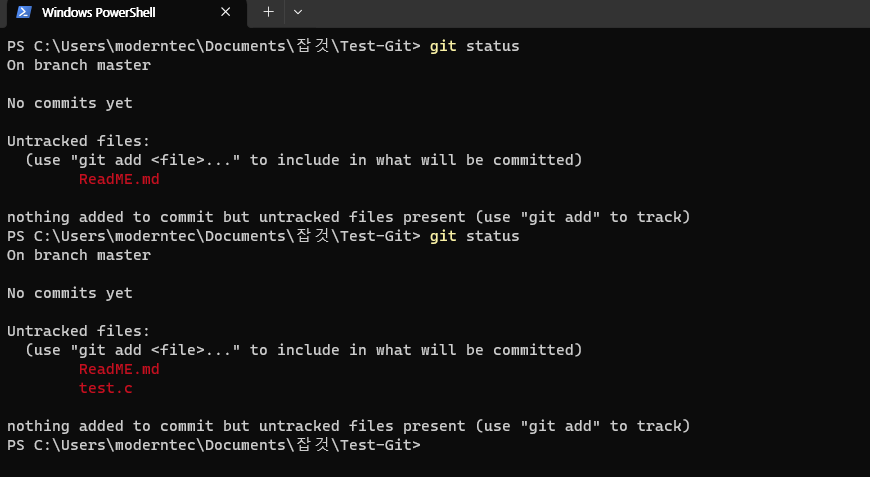 Windows PowerShell
PS C:\Users\moderntec\Documents\잡것\Test-Git> git status
On branch master
No commits yet
Untracked files:
(use "git add <file>..." to include in what will be committed)
ReadME.md
nothing added to commit but untracked files present (use "git add" to track)
PS C:\Users\moderntec\Documents\잡것\Test-Git> git status
On branch master
No commits yet
Untracked files:
(use "git add <file>..." to include in what will be committed)
ReadME.md
test.c
nothing added to commit but untracked files present (use "git add" to track)
PS C:\Users\moderntec\Documents\잡것\Test-Git>